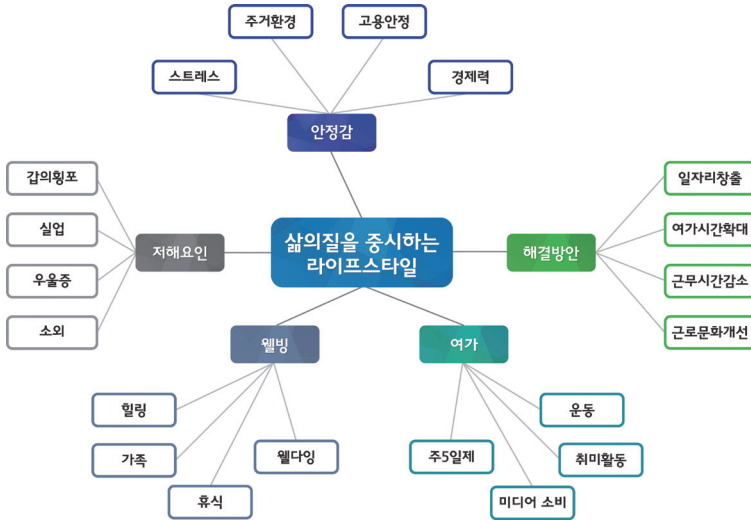 주거환경
고용안정
스트레스
경제력
안정감
갑의횡포
실업
우울증
소외
저해요인
삶의질을 중시하는
라이프스타일
해결방안
일자리창출
여가시간확대
근무시간감소
근로문화개선
웰빙
힐링
가족
휴식
웰다잉
여가
주5일제
미디어 소비
취미활동
운동